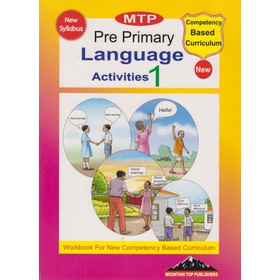 MTP
New
Syllabus
Competency
Based
Curriculum
Pre Primary
Language
New
Activities 1
Hello!
Good morning
Good evening
Workbook For New Competency Based Curriculum
MOUNTAIN TOP PUBLISHERS